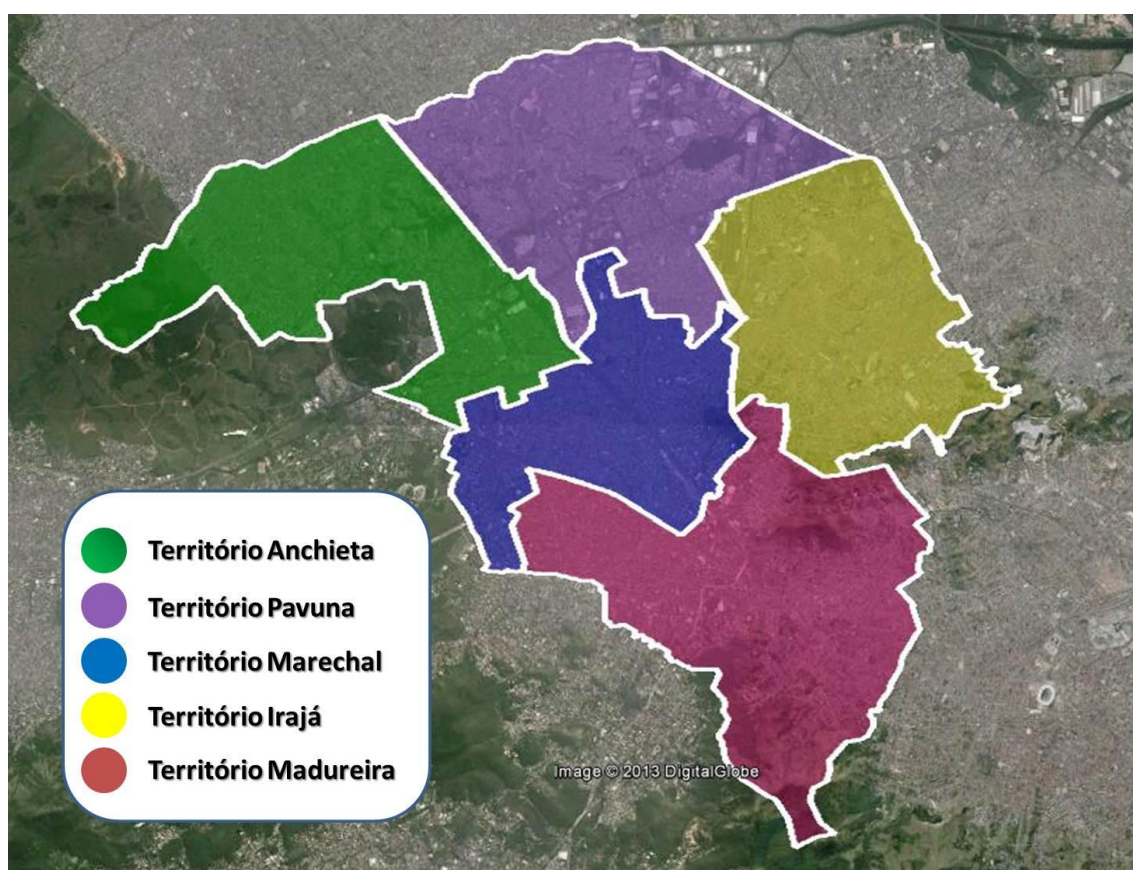 Território Anchieta
Território Pavuna
Território Marechal
Território Irajá
Território Madureira
Image © 2013 DigitalGlobe